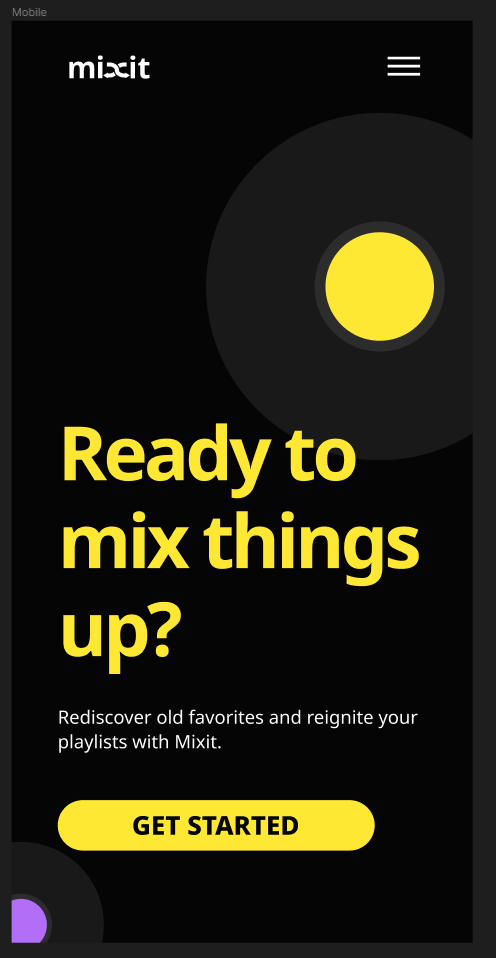 Mobile
mixit
Ready to
mix things
up?
Rediscover old favorites and reignite your
playlists with Mixit.
GET STARTED